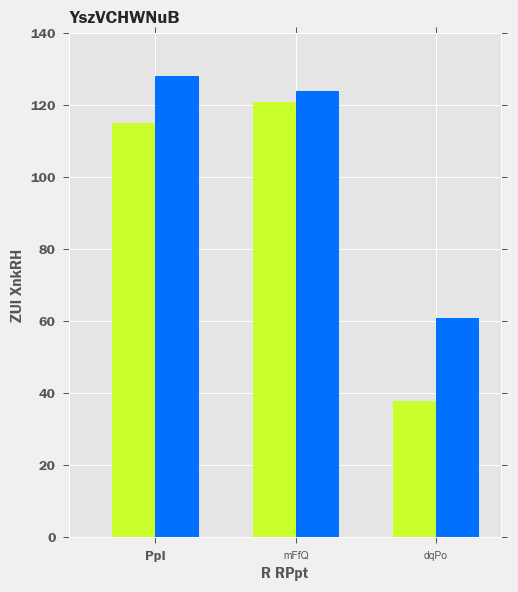 YszVCHWNuB
140
120
100
80
60
40
20
0
ZUI XnkRH
PpI
mFfQ
dqPo
R RPpt